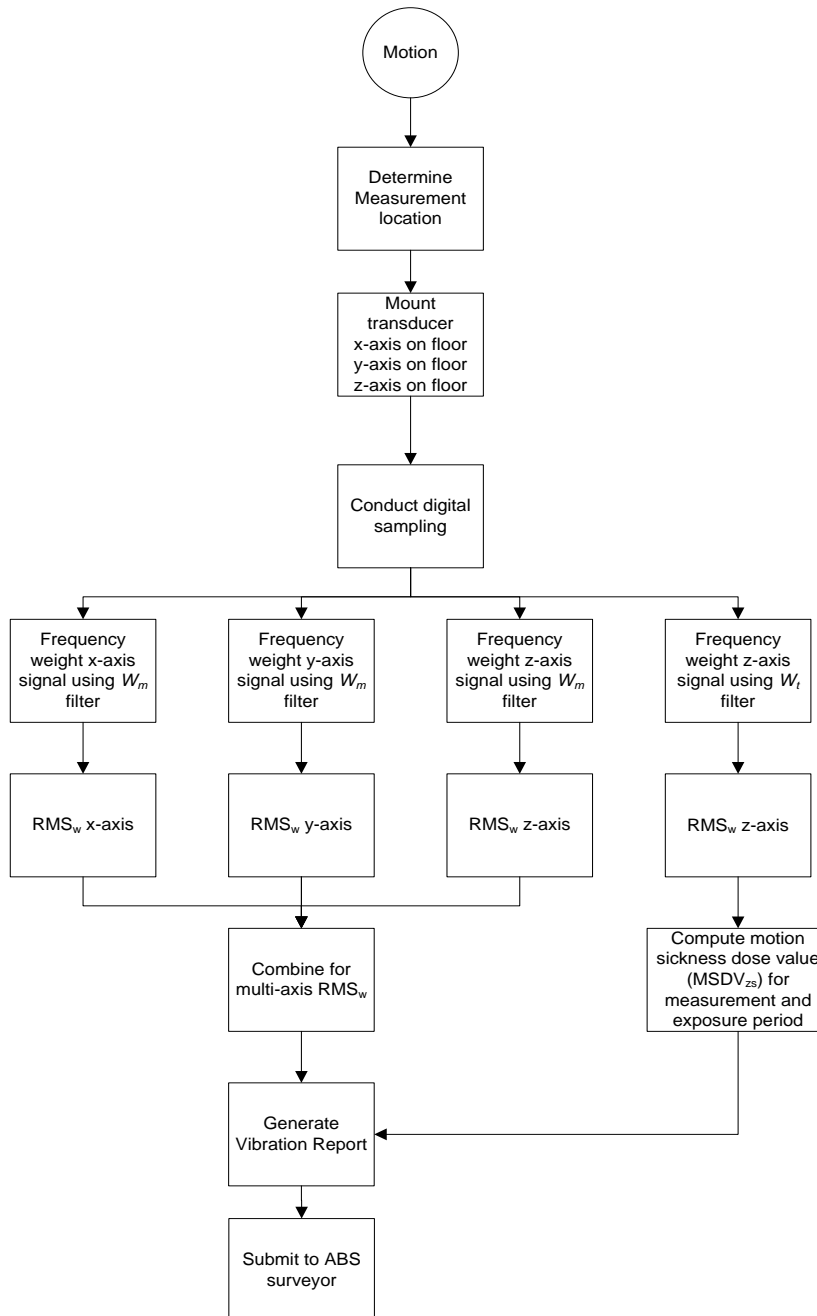 Motion
Determine
Measurement
location
Mount
transducer
x-axis on floor
y-axis on floor
z-axis on floor
Conduct digital
sampling
Frequency
weight x-axis
signal using Wm
filter
Frequency
weight y-axis
signal using Wm
filter
Frequency
weight z-axis
signal using Wm
filter
Frequency
weight z-axis
signal using Wt
filter
RMSw x-axis
RMSw y-axis
RMSw z-axis
RMSw z-axis
Combine for
multi-axis RMSw
Compute motion
sickness dose value
(MSDVzs) for
measurement and
exposure period
Generate
Vibration Report
Submit to ABS
surveyor